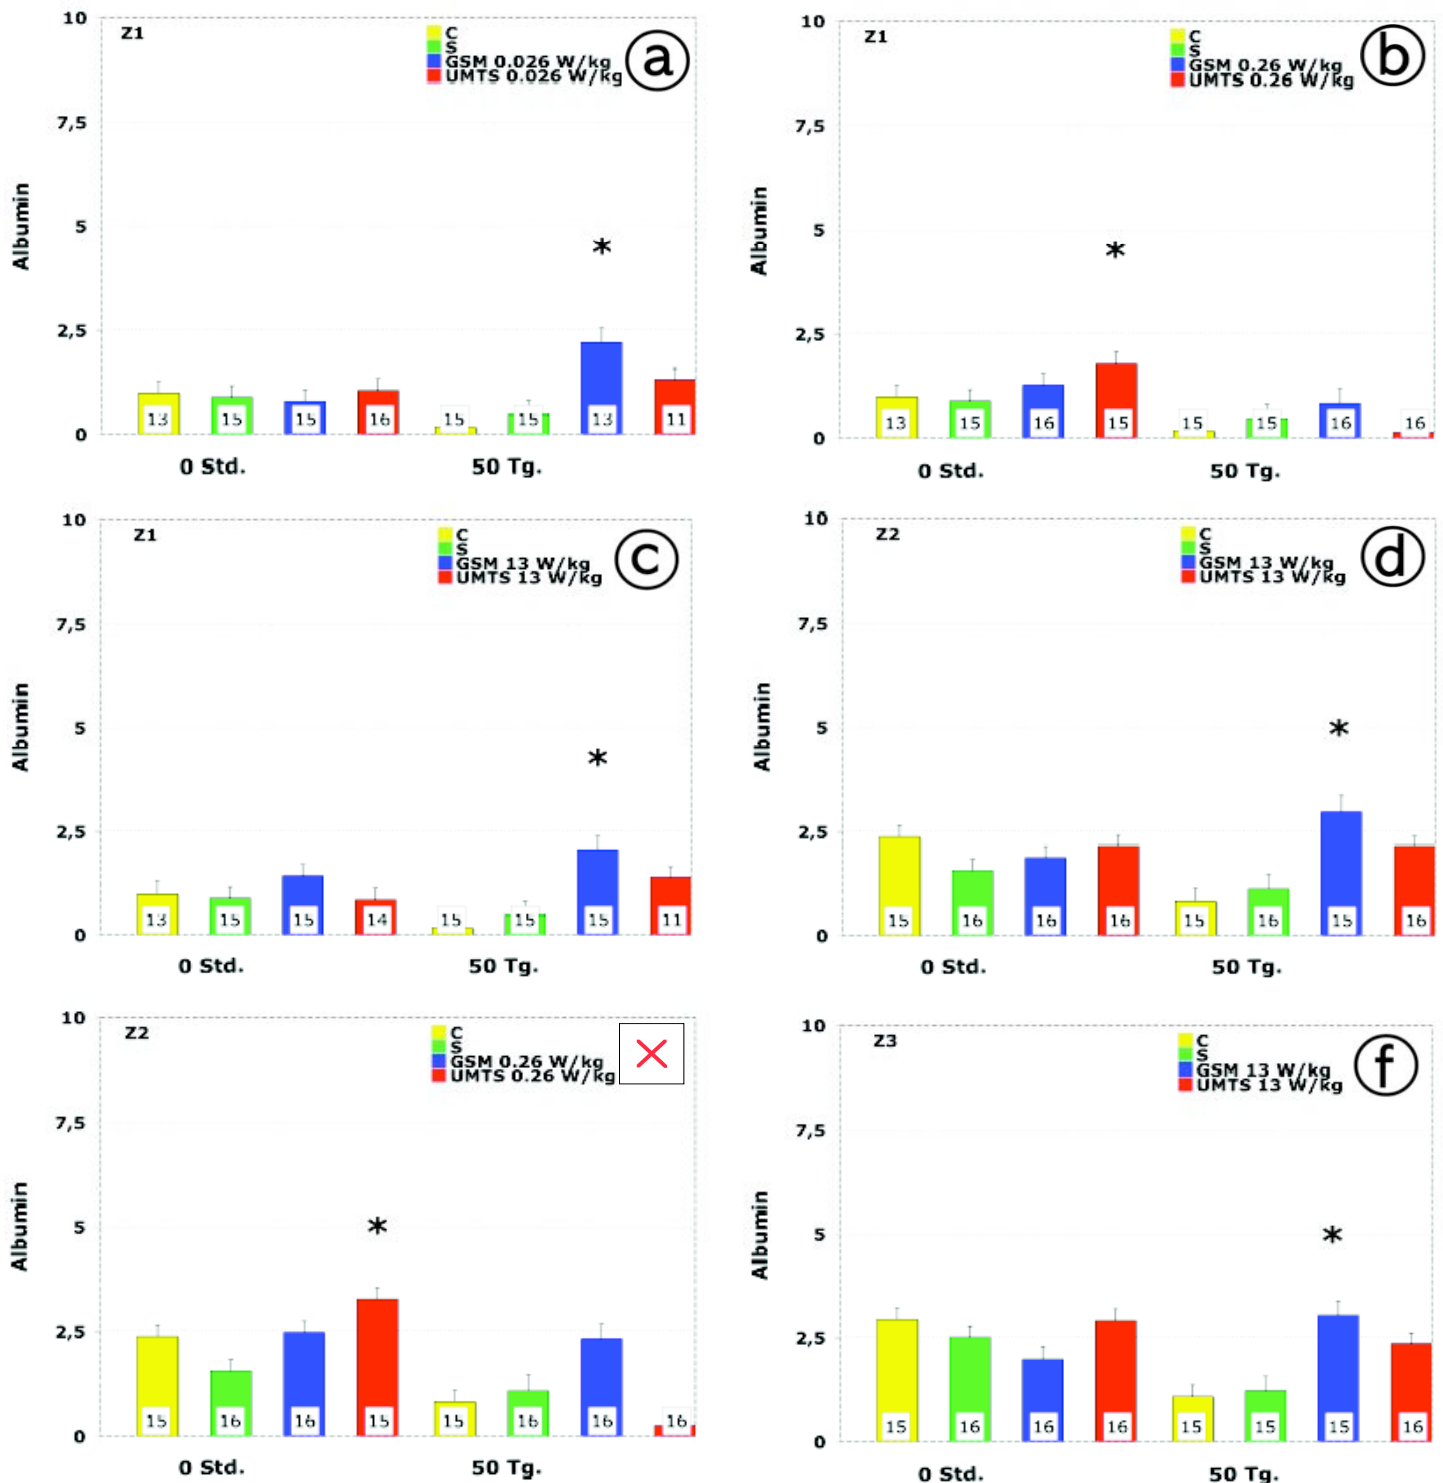 Z1
C
S
GSM 0.026 W/kg
UMTS 0.026 W/kg
a
10
7,5
5
2,5
0
Albumin
*
13 15 15 16 15 15 13 11
0 Std. 50 Tg.
Z1
C
S
GSM 0.26 W/kg
UMTS 0.26 W/kg
b
10
7,5
5
2,5
0
Albumin
*
13 15 16 15 15 15 16 16
0 Std. 50 Tg.
Z1
C
S
GSM 13 W/kg
UMTS 13 W/kg
c
10
7,5
5
2,5
0
Albumin
*
13 15 15 14 15 15 15 11
0 Std. 50 Tg.
Z2
C
S
GSM 13 W/kg
UMTS 13 W/kg
d
10
7,5
5
2,5
0
Albumin
*
15 16 16 16 15 16 15 16
0 Std. 50 Tg.
Z2
C
S
GSM 0.26 W/kg
UMTS 0.26 W/kg
10
7,5
5
2,5
0
Albumin
*
15 16 16 15 15 16 16 16
0 Std. 50 Tg.
Z3
C
S
GSM 13 W/kg
UMTS 13 W/kg
f
10
7,5
5
2,5
0
Albumin
*
15 16 16 16 15 15 15 16
0 Std. 50 Tg.